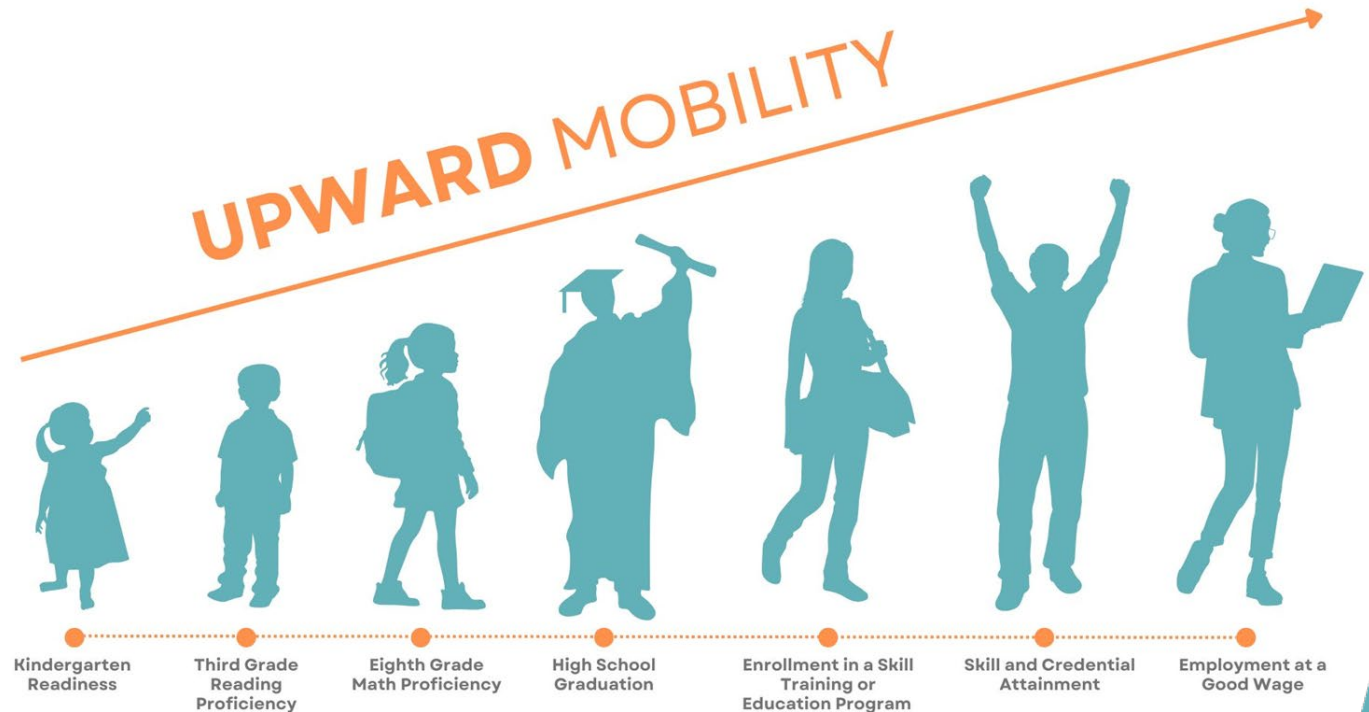 UPWARD MOBILITY
Kindergarten
Readiness
Third Grade
Reading
Proficiency
Eighth Grade
Math Proficiency
High School
Graduation
Enrollment in a Skill
Training or
Education Program
Skill and Credential
Attainment
Employment at a
Good Wage